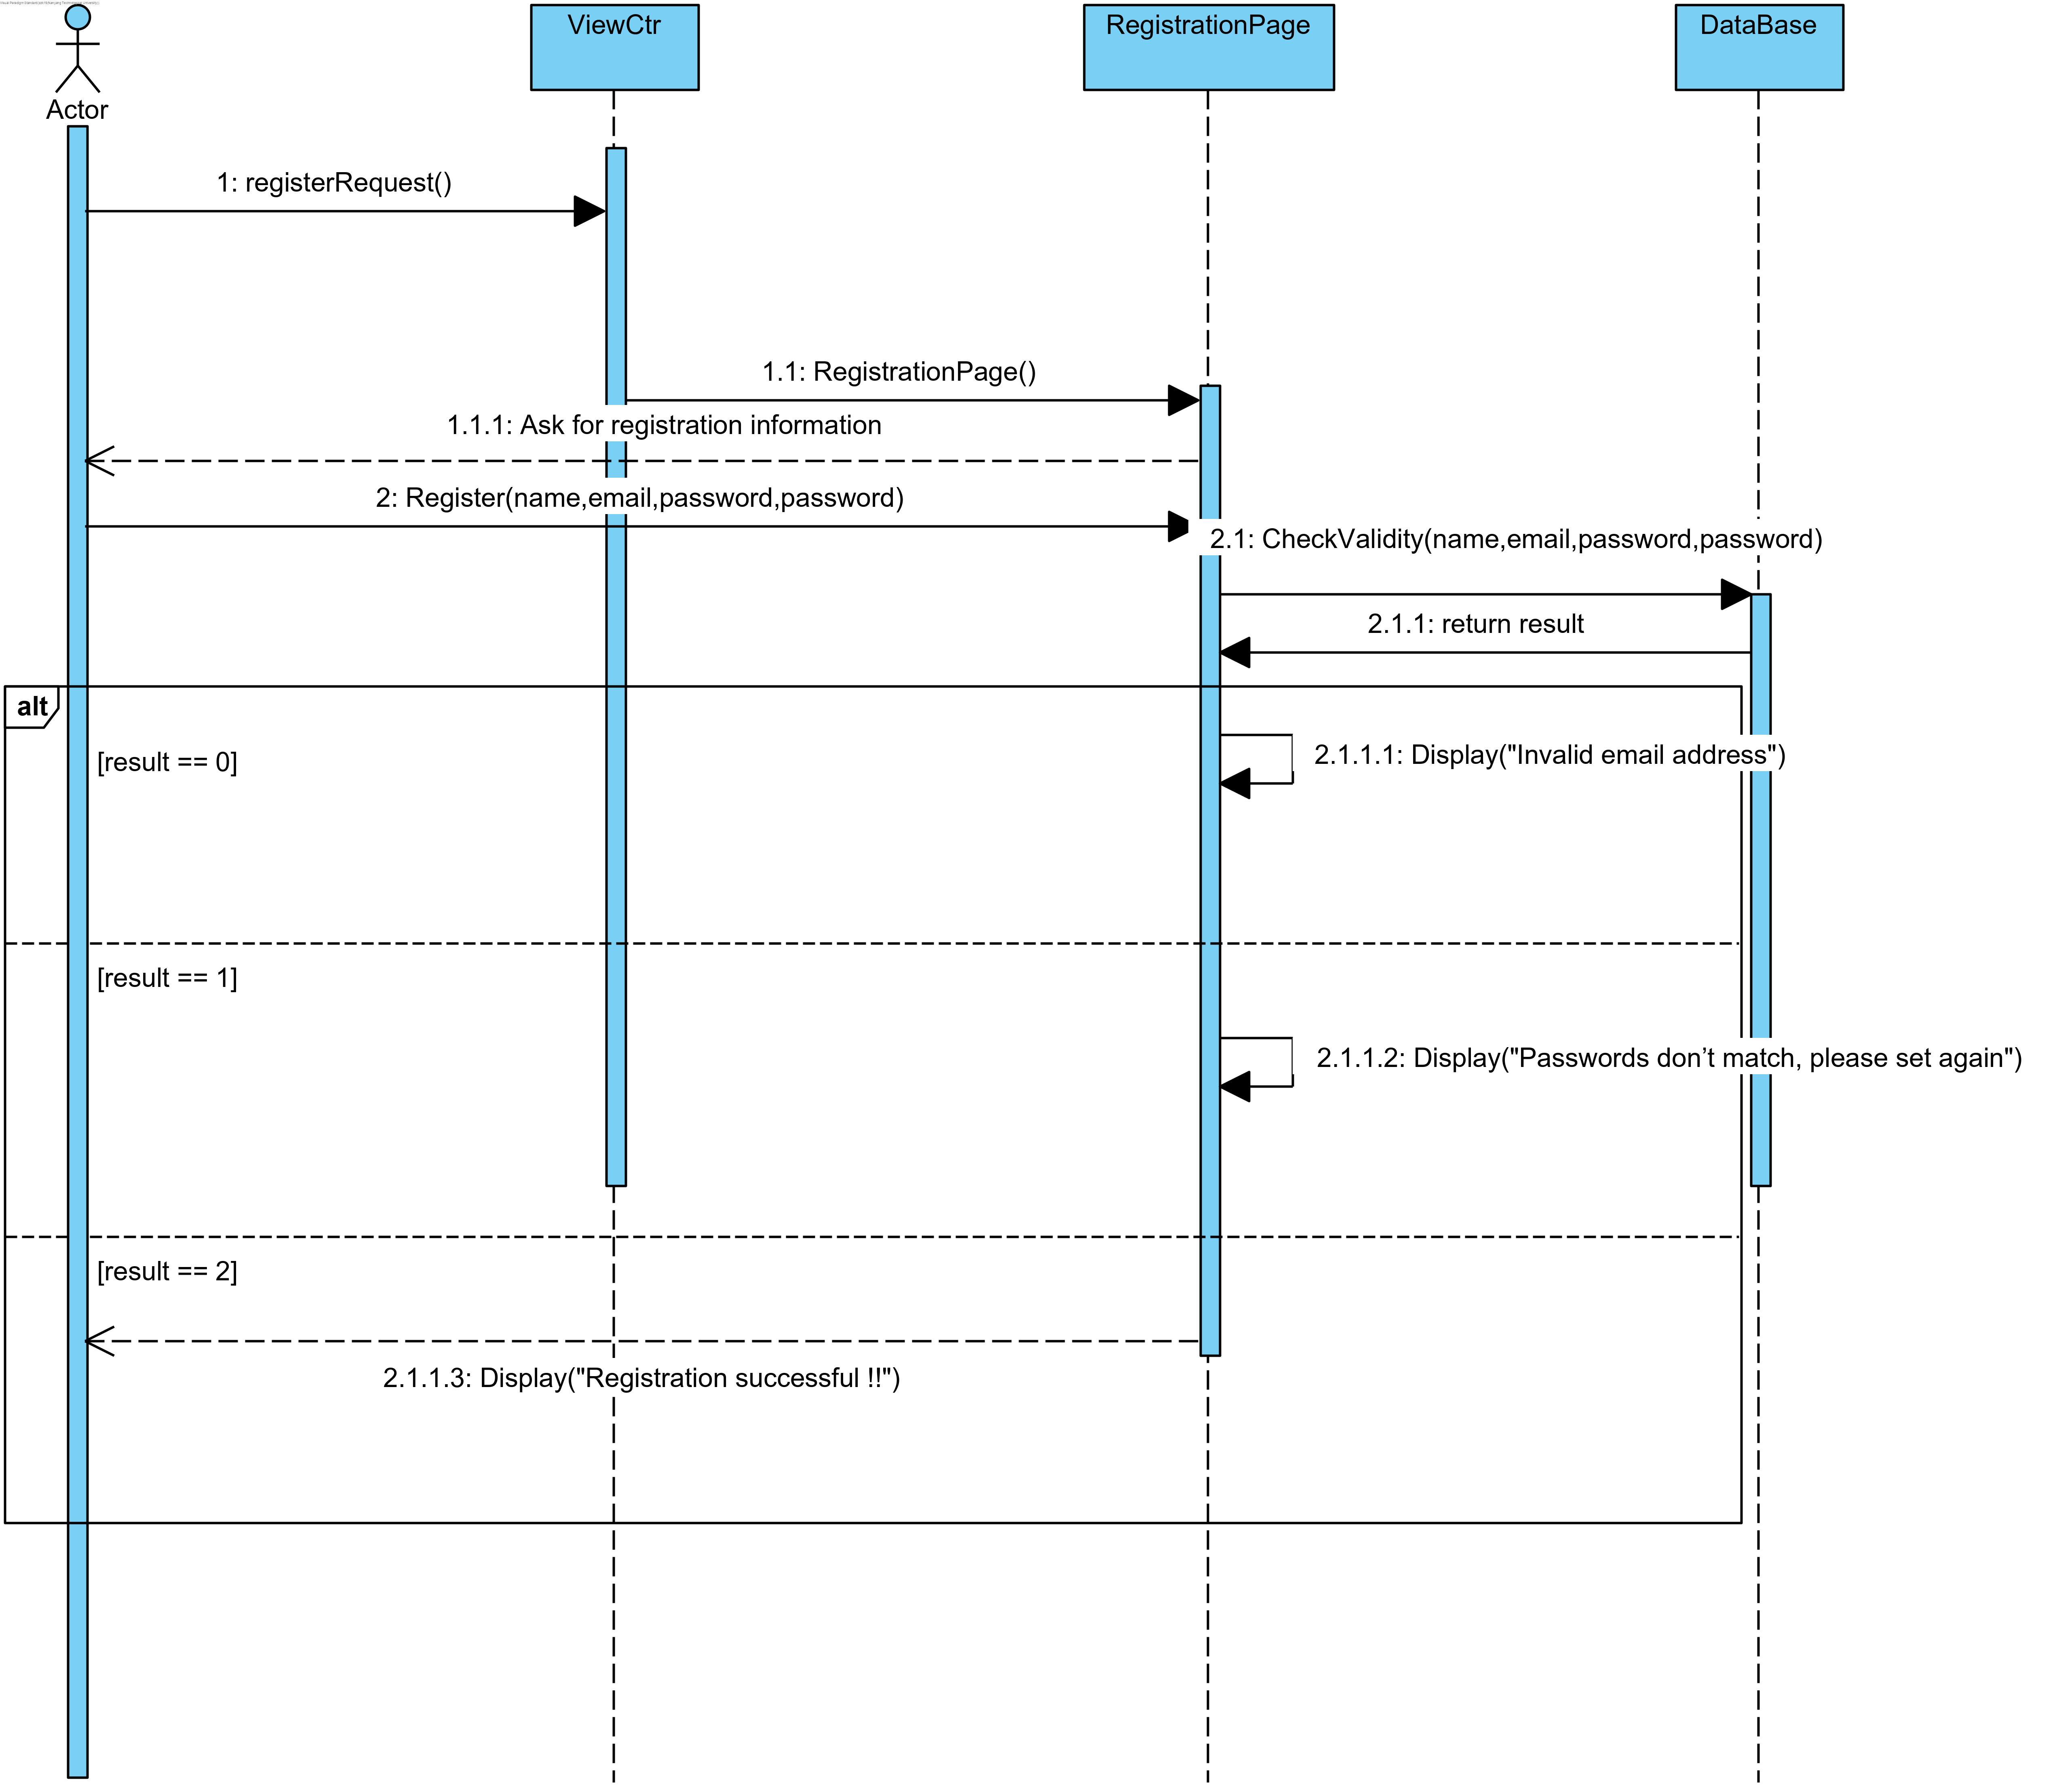 ViewCtr
RegistrationPage
DataBase
Actor
1: registerRequest()
1.1: RegistrationPage()
1.1.1: Ask for registration information
2: Register(name,email,password,password)
2.1: CheckValidity(name,email,password,password)
2.1.1: return result
alt
[result == 0]
2.1.1.1: Display("Invalid email address")
[result == 1]
2.1.1.2: Display("Passwords don’t match, please set again")
[result == 2]
2.1.1.3: Display("Registration successful !!")